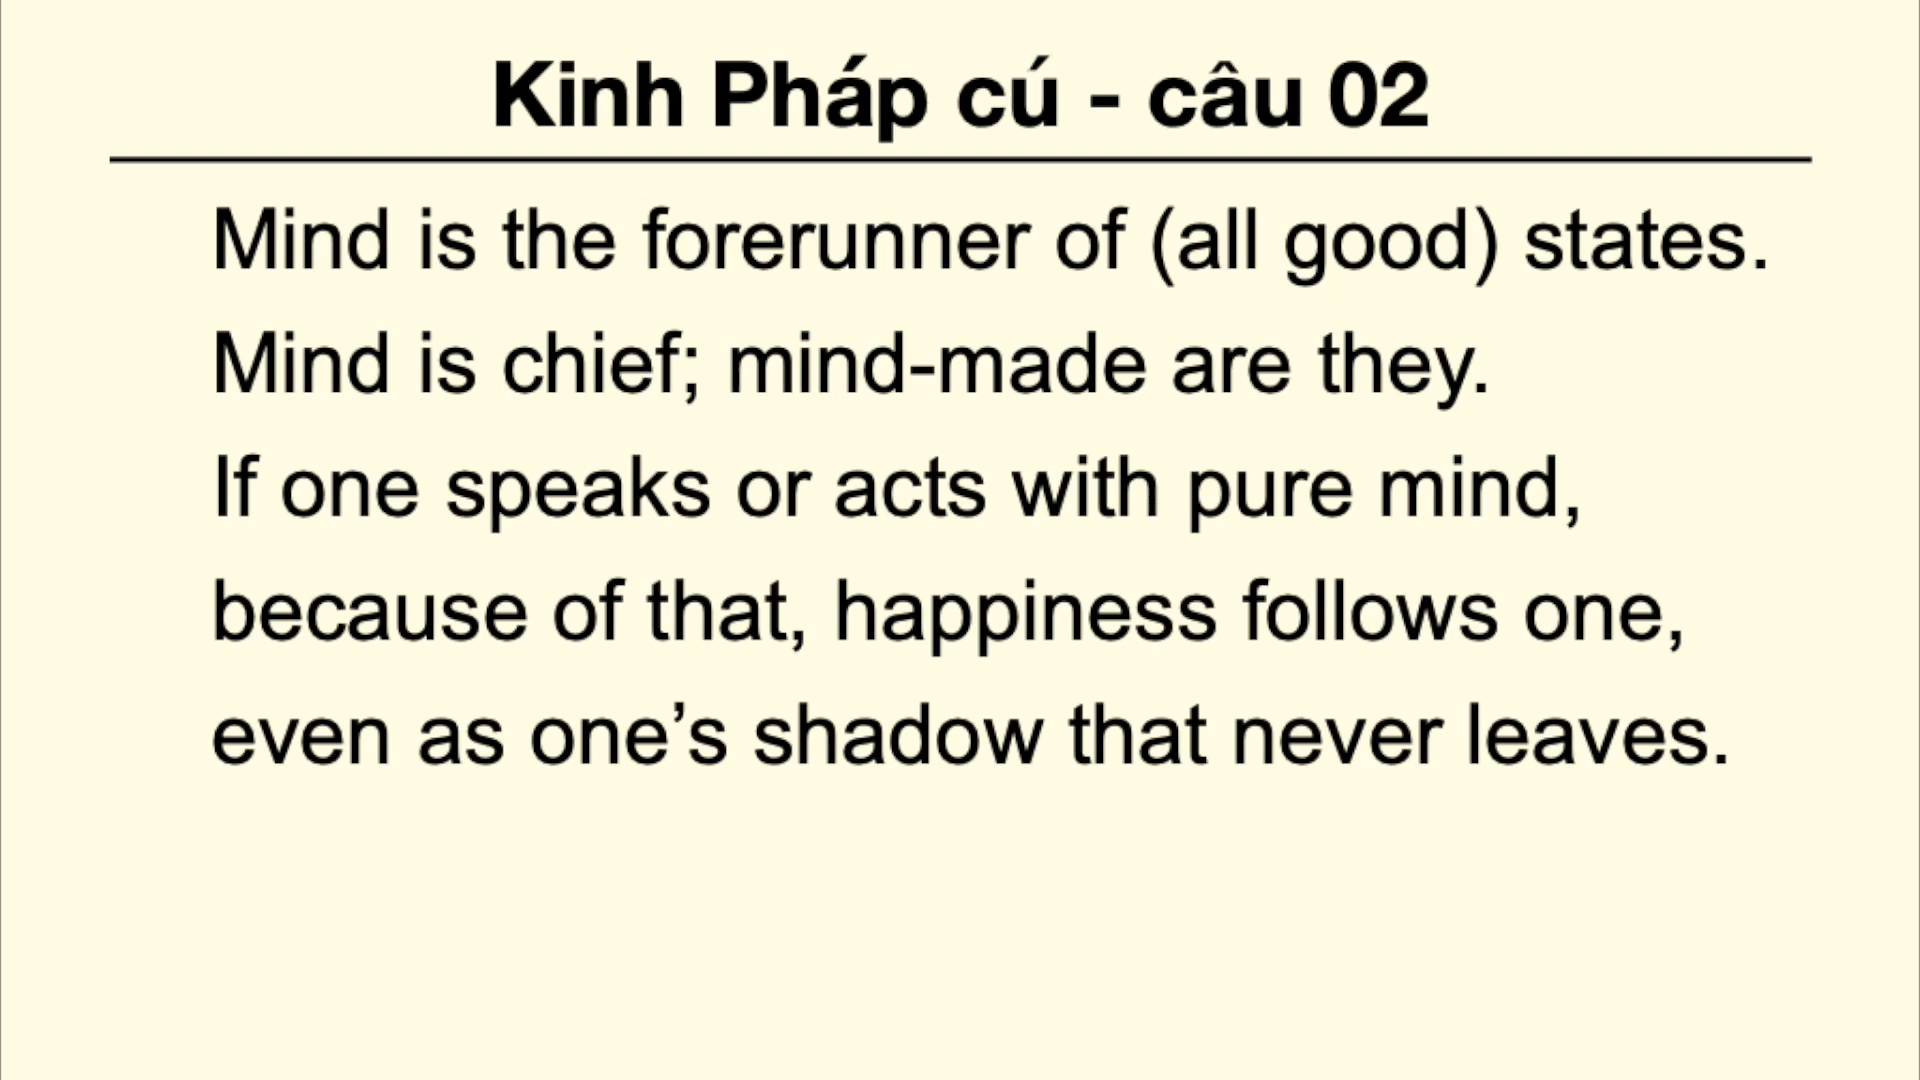 Kinh Pháp cú - câu 02
Mind is the forerunner of (all good) states.
Mind is chief; mind-made are they.
If one speaks or acts with pure mind,
because of that, happiness follows one,
even as one’s shadow that never leaves.